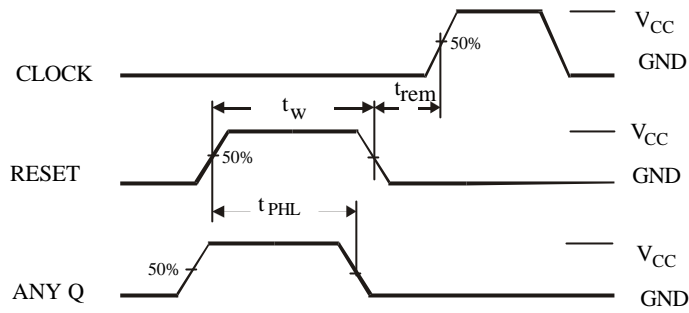 V_CC
50%
CLOCK
GND
t_rem
t_w
V_CC
50%
RESET
GND
t_PHL
50%
V_CC
ANY Q
GND